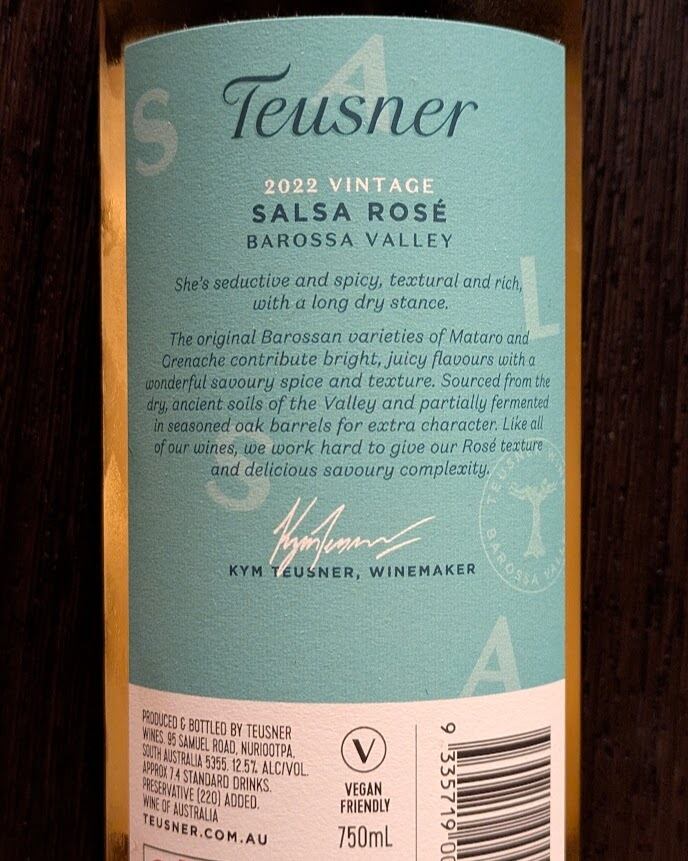 Teusner
2022 VINTAGE
SALSA ROSÉ
BAROSSA VALLEY
She's seductive and spicy, textural and rich,
with a long dry stance.
The original Barossan varieties of Mataro and
Grenache contribute bright, juicy flavours with a
wonderful savoury spice and texture. Sourced from the
dry, ancient soils of the Valley and partially fermented
in seasoned oak barrels for extra character. Like all
of our wines, we work hard to give our Rosé texture
and delicious savoury complexity.
Kym Teusner
KYM TEUSNER, WINEMAKER
S
A
L
S
A
BAROSSA
PRODUCED & BOTTLED BY TEUSNER
WINES. 95 SAMUEL ROAD, NURIOOTPA,
SOUTH AUSTRALIA 5355. 12.5% ALC/VOL.
APPROX 7.4 STANDARD DRINKS.
PRESERVATIVE (220) ADDED.
WINE OF AUSTRALIA
TEUSNER.COM.AU
V
VEGAN
FRIENDLY
750mL
9 335719 00